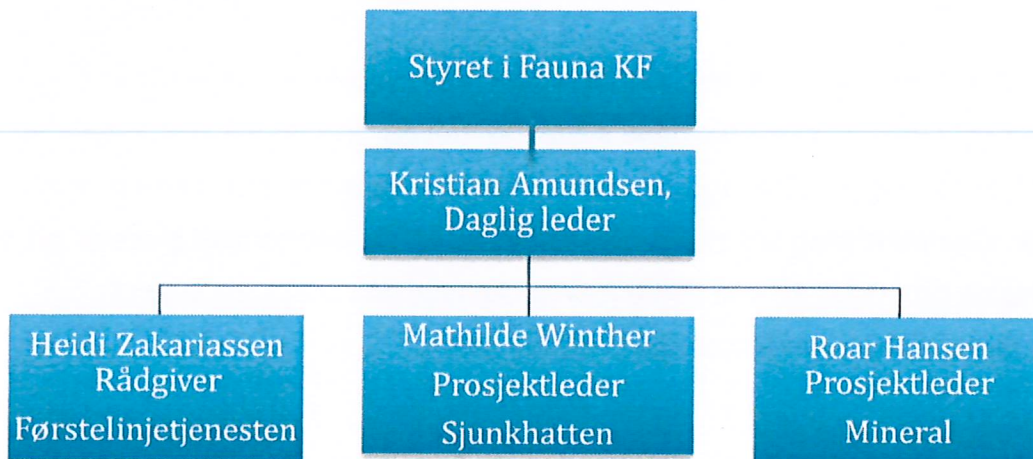 Styret i Fauna KF
Kristian Amundsen,
Daglig leder
Heidi Zakariassen
Rådgiver
Førstelinjetjenesten
Mathilde Winther
Prosjektleder
Sjunkhatten
Roar Hansen
Prosjektleder
Mineral